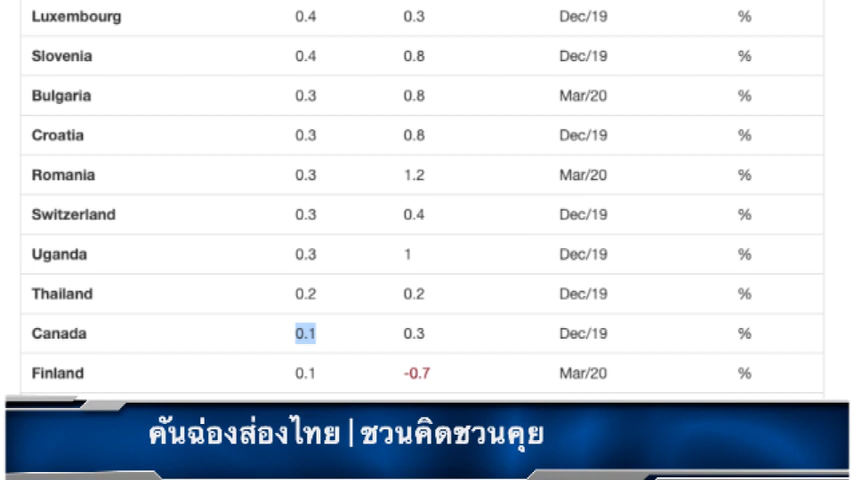 Luxembourg 0.4 0.3 Dec/19 %
Slovenia 0.4 0.8 Dec/19 %
Bulgaria 0.3 0.8 Mar/20 %
Croatia 0.3 0.8 Dec/19 %
Romania 0.3 1.2 Mar/20 %
Switzerland 0.3 0.4 Dec/19 %
Uganda 0.3 1 Dec/19 %
Thailand 0.2 0.2 Dec/19 %
Canada 0.1 0.3 Dec/19 %
Finland 0.1 -0.7 Mar/20 %
คันฉ่องส่องไทย | ชวนคิดชวนคุย